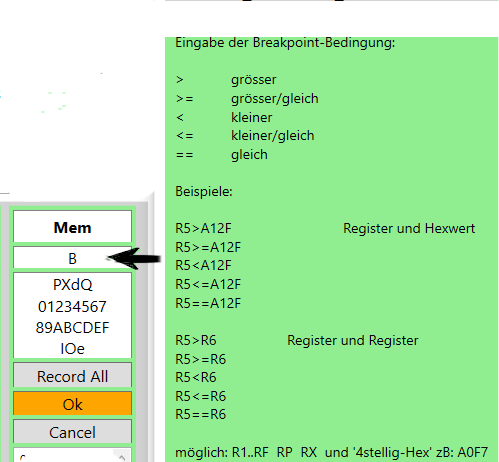 Eingabe der Breakpoint-Bedingung:
> grösser
>= grösser/gleich
< kleiner
<= kleiner/gleich
== gleich
Beispiele:
R5>A12F Register und Hexwert
R5>=A12F
R5<A12F
R5<=A12F
R5==A12F
R5>R6 Register und Register
R5>=R6
R5<R6
R5<=R6
R5==R6
möglich: R1..RF RP RX und '4stellig-Hex' zB: A0F7
Mem
B
PXdQ
01234567
89ABCDEF
IOe
Record All
Ok
Cancel